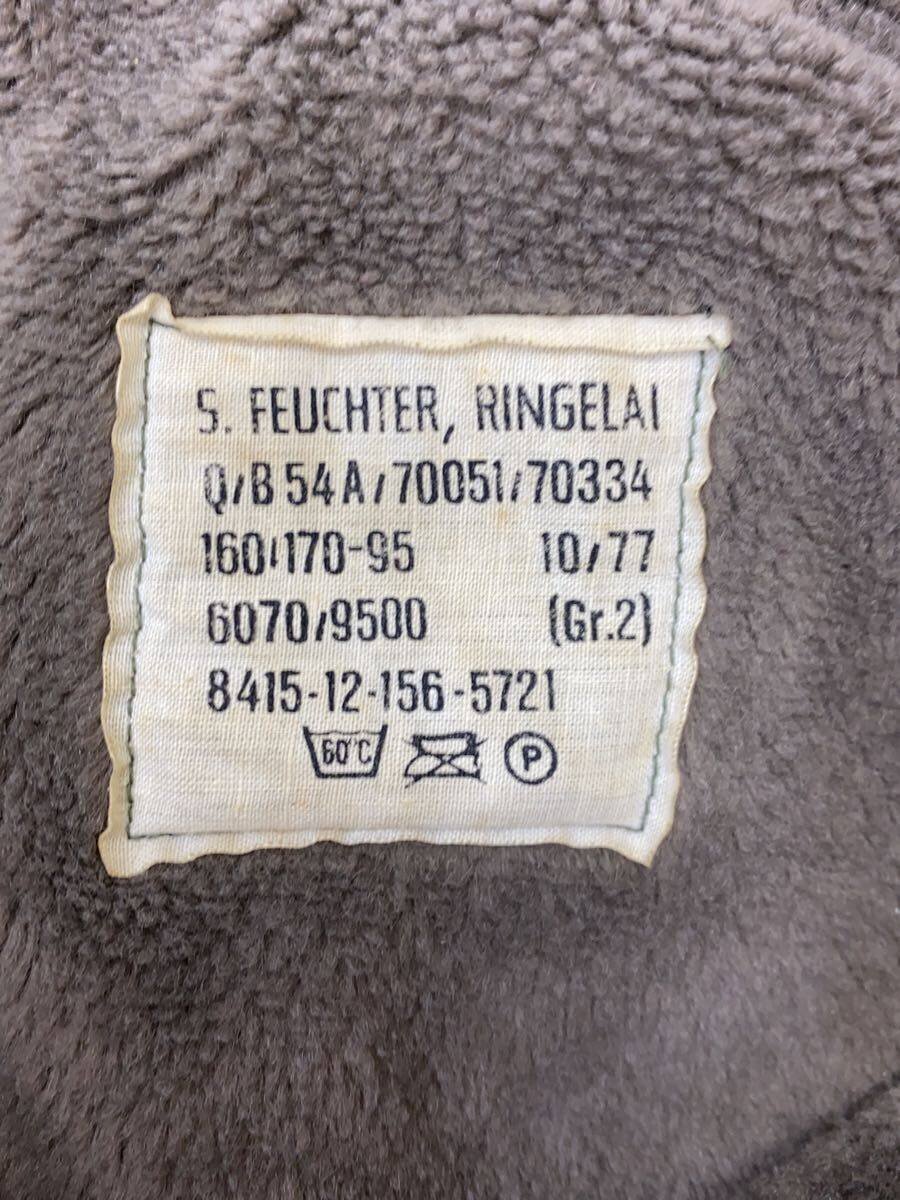 S. FEUCHTER, RINGELAI
Q/B 54 A/70051/70334
160/170-95 10/77
6070/9500 (Gr.2)
8415-12-156-5721
60°C P